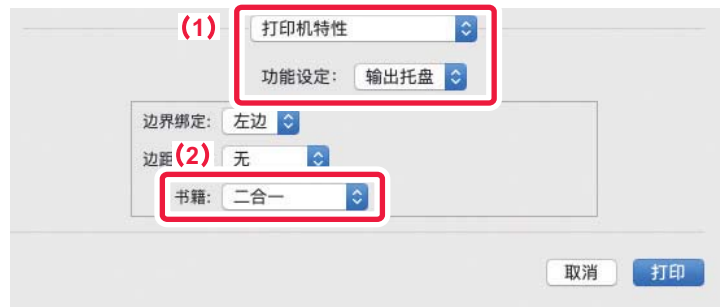 (1)
打印机特性
功能设定: 输出托盘
边界绑定: 左边
边距
(2)
无
书籍: 二合一
取消 打印